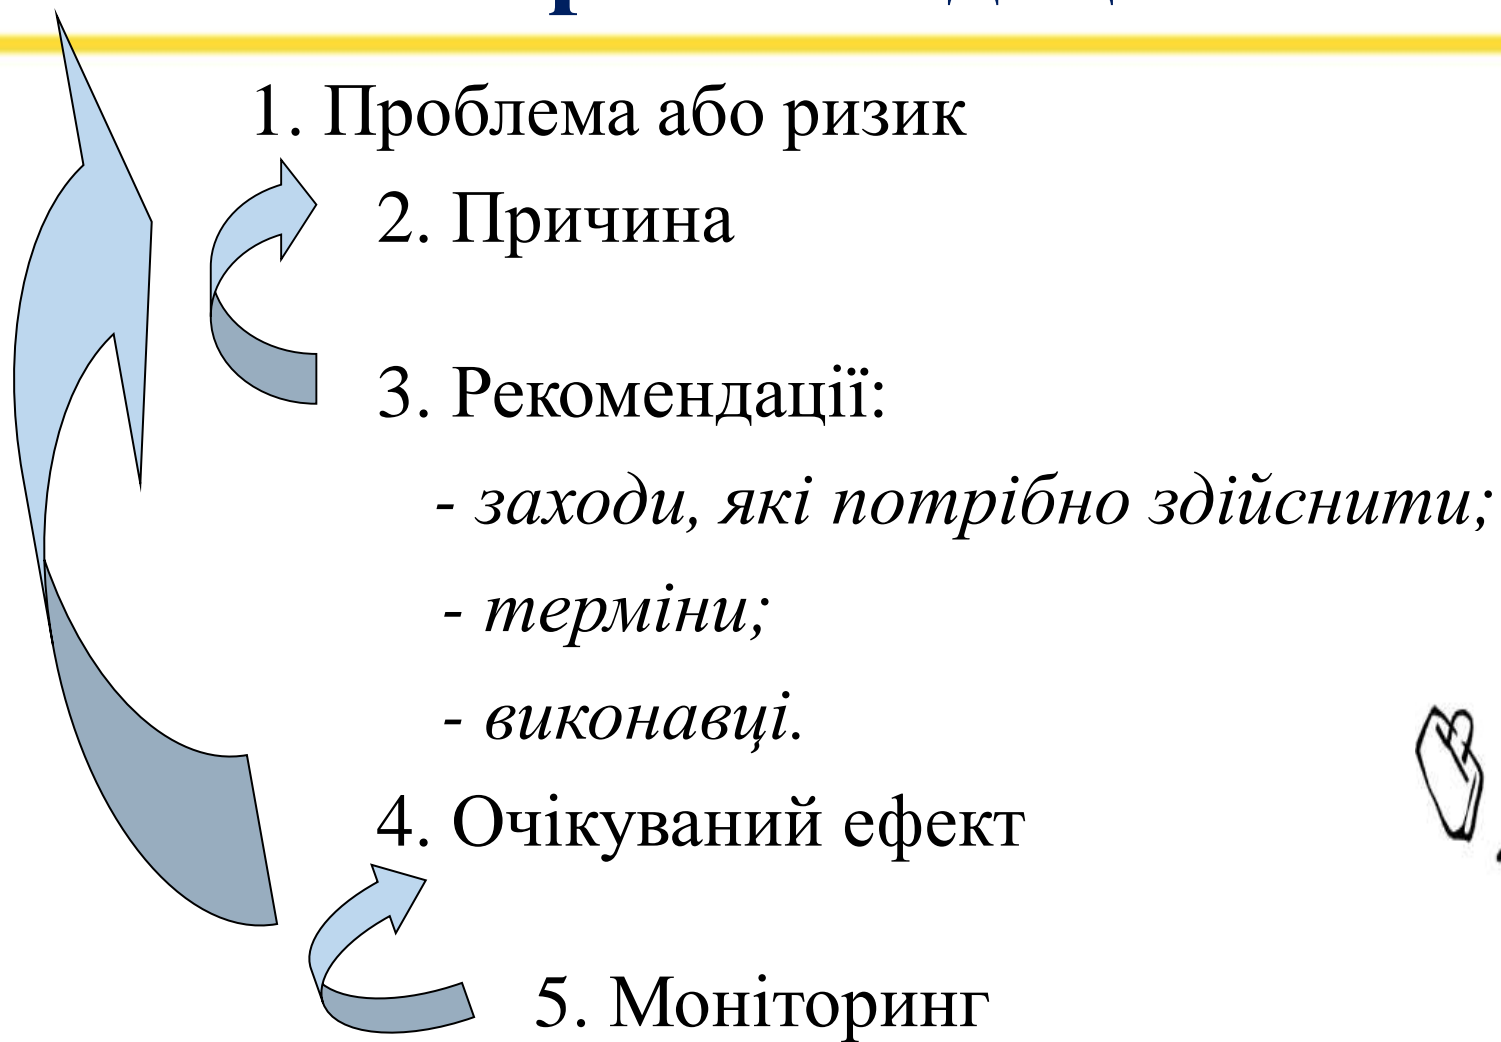 1. Проблема або ризик
2. Причина
3. Рекомендації:
- заходи, які потрібно здійснити;
- терміни;
- виконавці.
4. Очікуваний ефект
5. Моніторинг